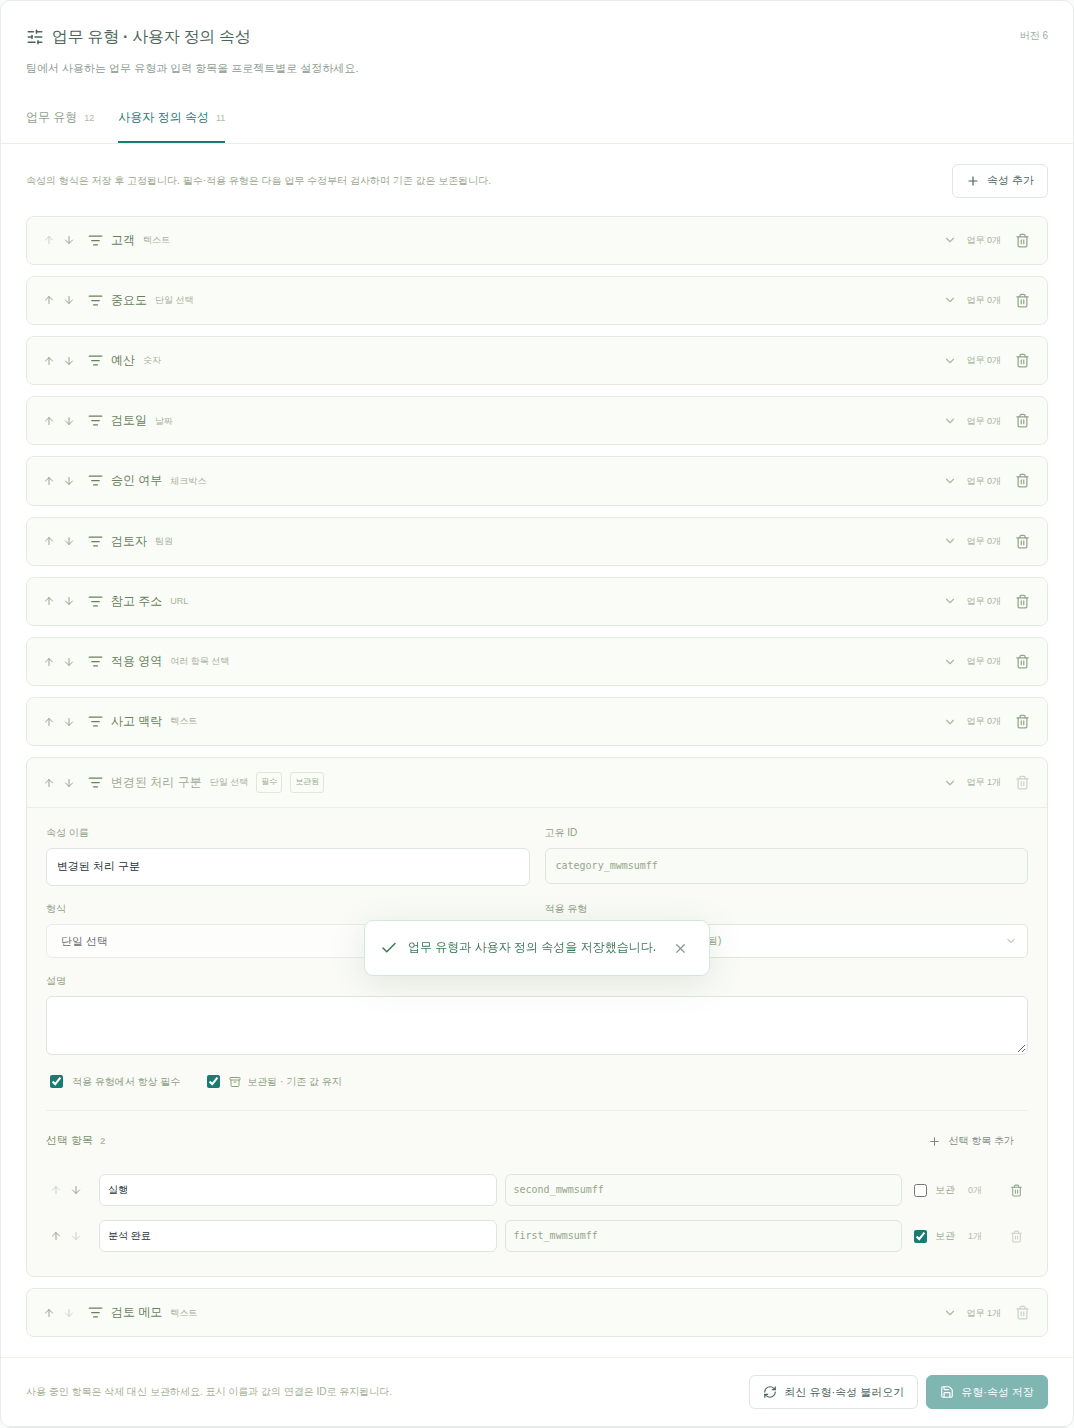 업무 유형 · 사용자 정의 속성
버전 6
팀에서 사용하는 업무 유형과 입력 항목을 프로젝트별로 설정하세요.
업무 유형 12
사용자 정의 속성 11
속성의 형식은 저장 후 고정됩니다. 필수·적용 유형은 다음 업무 수정부터 검사하며 기존 값은 보존됩니다.
속성 추가
고객 텍스트 업무 0개
중요도 단일 선택 업무 0개
예산 숫자 업무 0개
검토일 날짜 업무 0개
승인 여부 체크박스 업무 0개
검토자 팀원 업무 0개
참고 주소 URL 업무 0개
적용 영역 여러 항목 선택 업무 0개
사고 맥락 텍스트 업무 0개
변경된 처리 구분 단일 선택 필수 보관됨 업무 1개
속성 이름
고유 ID
변경된 처리 구분
category_mwmsumff
형식
적용 유형
단일 선택
됨)
업무 유형과 사용자 정의 속성을 저장했습니다.
설명
적용 유형에서 항상 필수
보관됨 · 기존 값 유지
선택 항목 2
선택 항목 추가
실행 second_mwmsumff 보관 0개
분석 완료 first_mwmsumff 보관 1개
검토 메모 텍스트 업무 1개
사용 중인 항목은 삭제 대신 보관하세요. 표시 이름과 값의 연결은 ID로 유지됩니다.
최신 유형·속성 불러오기
유형·속성 저장